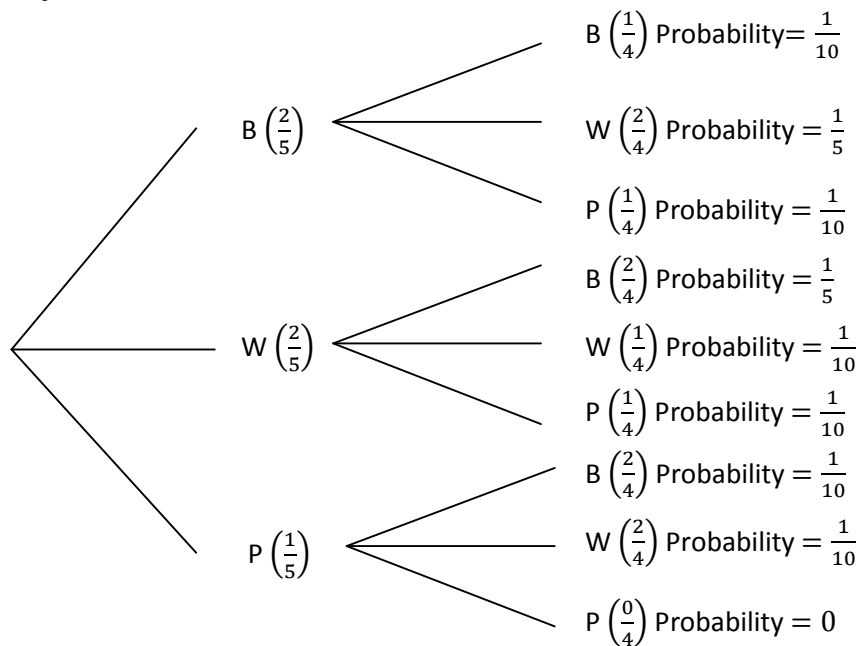 B (1/4) Probability= 1/10
B (2/5)
W (2/4) Probability = 1/5
P (1/4) Probability = 1/10
B (2/4) Probability = 1/5
W (2/5)
W (1/4) Probability = 1/10
P (1/4) Probability = 1/10
B (2/4) Probability = 1/10
P (1/5)
W (2/4) Probability = 1/10
P (0/4) Probability = 0